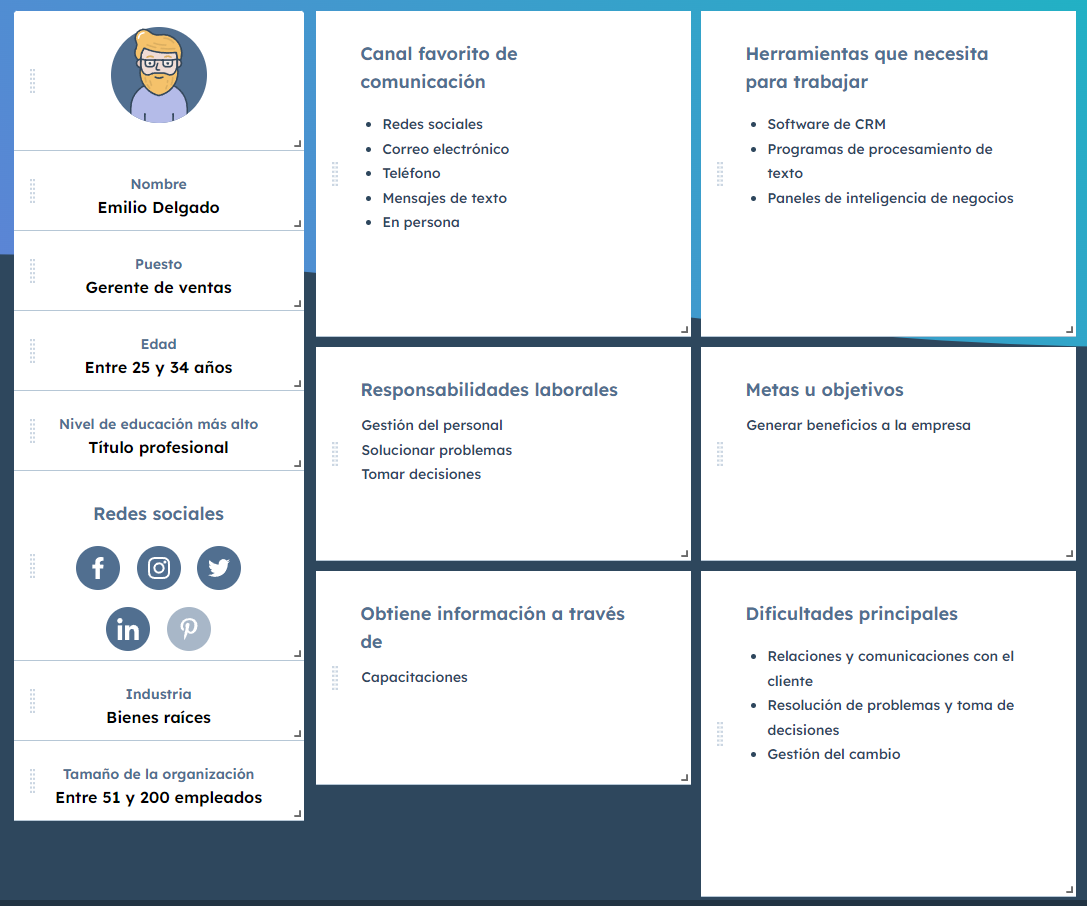 Nombre
Emilio Delgado
Puesto
Gerente de ventas
Edad
Entre 25 y 34 años
Nivel de educación más alto
Título profesional
Redes sociales
Industria
Bienes raíces
Tamaño de la organización
Entre 51 y 200 empleados
Canal favorito de
comunicación
Redes sociales
Correo electrónico
Teléfono
Mensajes de texto
En persona
Herramientas que necesita
para trabajar
Software de CRM
Programas de procesamiento de
texto
Paneles de inteligencia de negocios
Responsabilidades laborales
Gestión del personal
Solucionar problemas
Tomar decisiones
Metas u objetivos
Generar beneficios a la empresa
Obtiene información a través
de
Capacitaciones
Dificultades principales
Relaciones y comunicaciones con el
cliente
Resolución de problemas y toma de
decisiones
Gestión del cambio